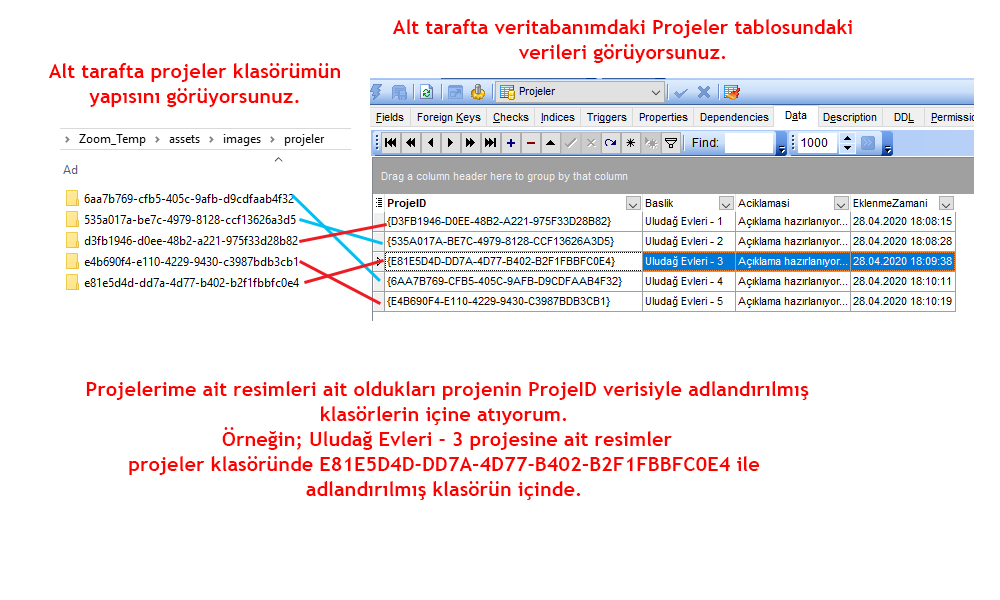 Alt tarafta veritabanımdaki Projeler tablosundaki
verileri görüyorsunuz.
Alt tarafta projeler klasörümün
yapısını görüyorsunuz.
Projeler
Fields Foreign Keys Checks Indices Triggers Properties Dependencies Data Description DDL Permissic
Find: 1000
Zoom_Temp > assets > images > projeler
Ad
6aa7b769-cfb5-405c-9afb-d9cdfaab4f32
535a017a-be7c-4979-8128-ccf13626a3d5
d3fb1946-d0ee-48b2-a221-975f33d28b82
e4b690f4-e110-4229-9430-c3987bdb3cb1
e81e5d4d-dd7a-4d77-b402-b2f1fbbfc0e4
Drag a column header here to group by that column
ProjeID Baslik Aciklamasi EklenmeZamani
{D3FB1946-D0EE-48B2-A221-975F33D28B82} Uludağ Evleri - 1 Açıklama hazırlanıyor... 28.04.2020 18:08:15
{535A017A-BE7C-4979-8128-CCF13626A3D5} Uludağ Evleri - 2 Açıklama hazırlanıyor... 28.04.2020 18:08:28
{E81E5D4D-DD7A-4D77-B402-B2F1FBBFC0E4} Uludağ Evleri - 3 Açıklama hazırlanıyor... 28.04.2020 18:09:38
{6AA7B769-CFB5-405C-9AFB-D9CDFAAB4F32} Uludağ Evleri - 4 Açıklama hazırlanıyor... 28.04.2020 18:10:11
{E4B690F4-E110-4229-9430-C3987BDB3CB1} Uludağ Evleri - 5 Açıklama hazırlanıyor... 28.04.2020 18:10:19
Projelerime ait resimleri ait oldukları projenin ProjeID verisiyle adlandırılmış
klasörlerin içine atıyorum.
Örneğin; Uludağ Evleri - 3 projesine ait resimler
projeler klasöründe E81E5D4D-DD7A-4D77-B402-B2F1FBBFC0E4 ile
adlandırılmış klasörün içinde.